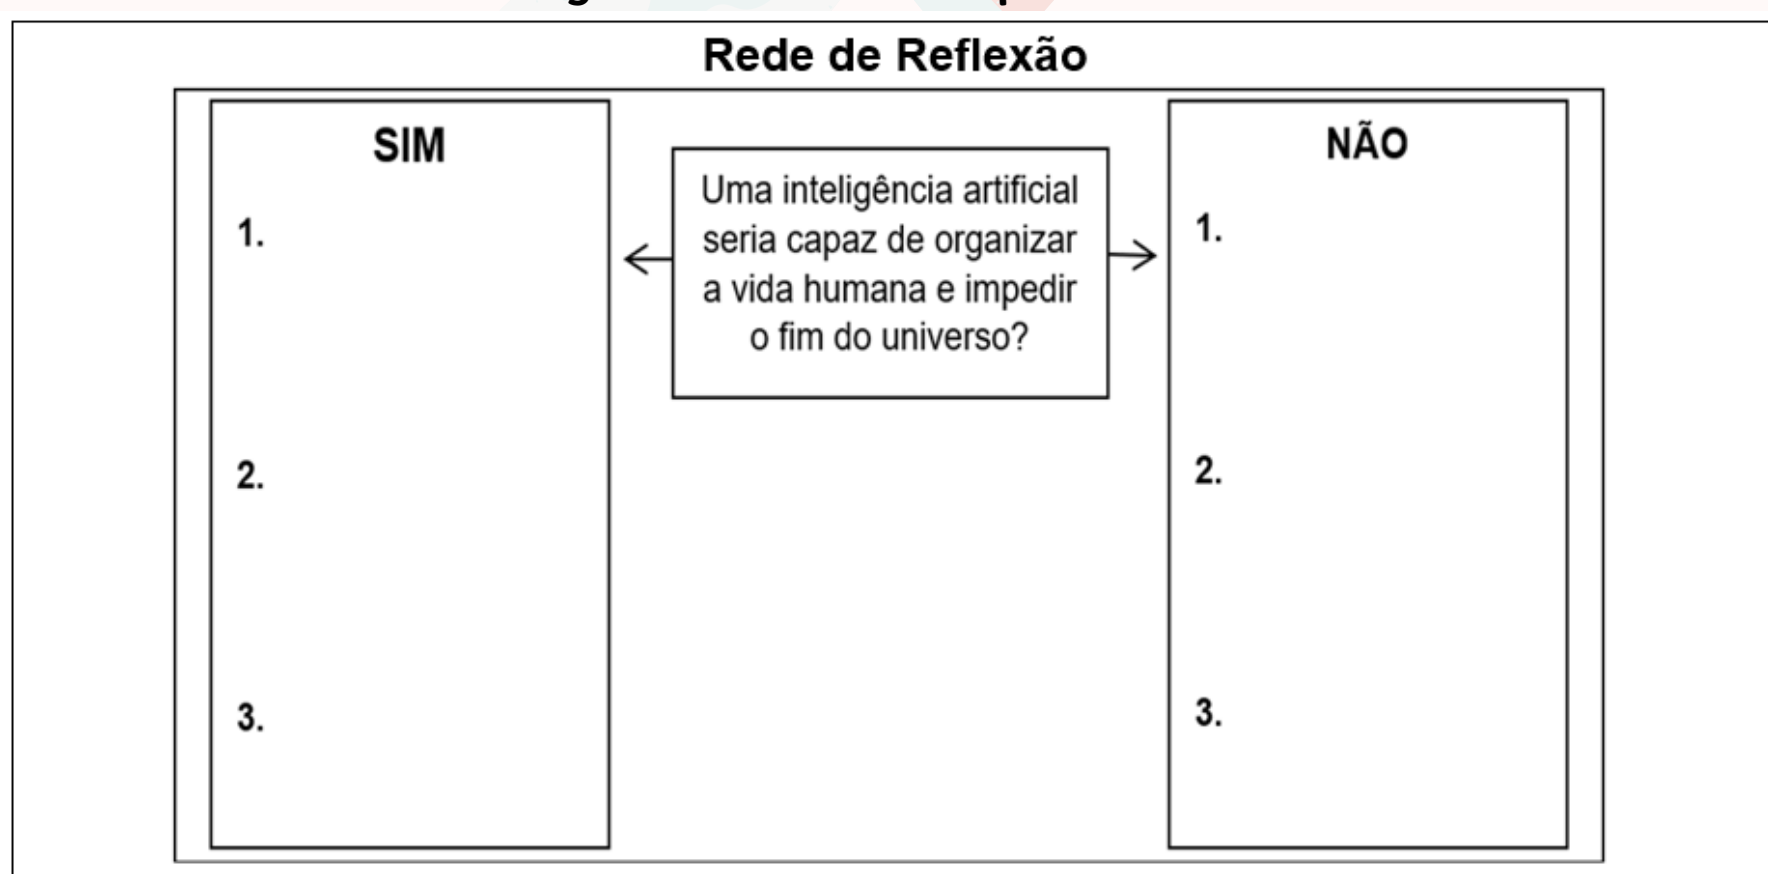 Rede de Reflexão
SIM
1.
2.
3.
Uma inteligência artificial
seria capaz de organizar
a vida humana e impedir
o fim do universo?
NÃO
1.
2.
3.